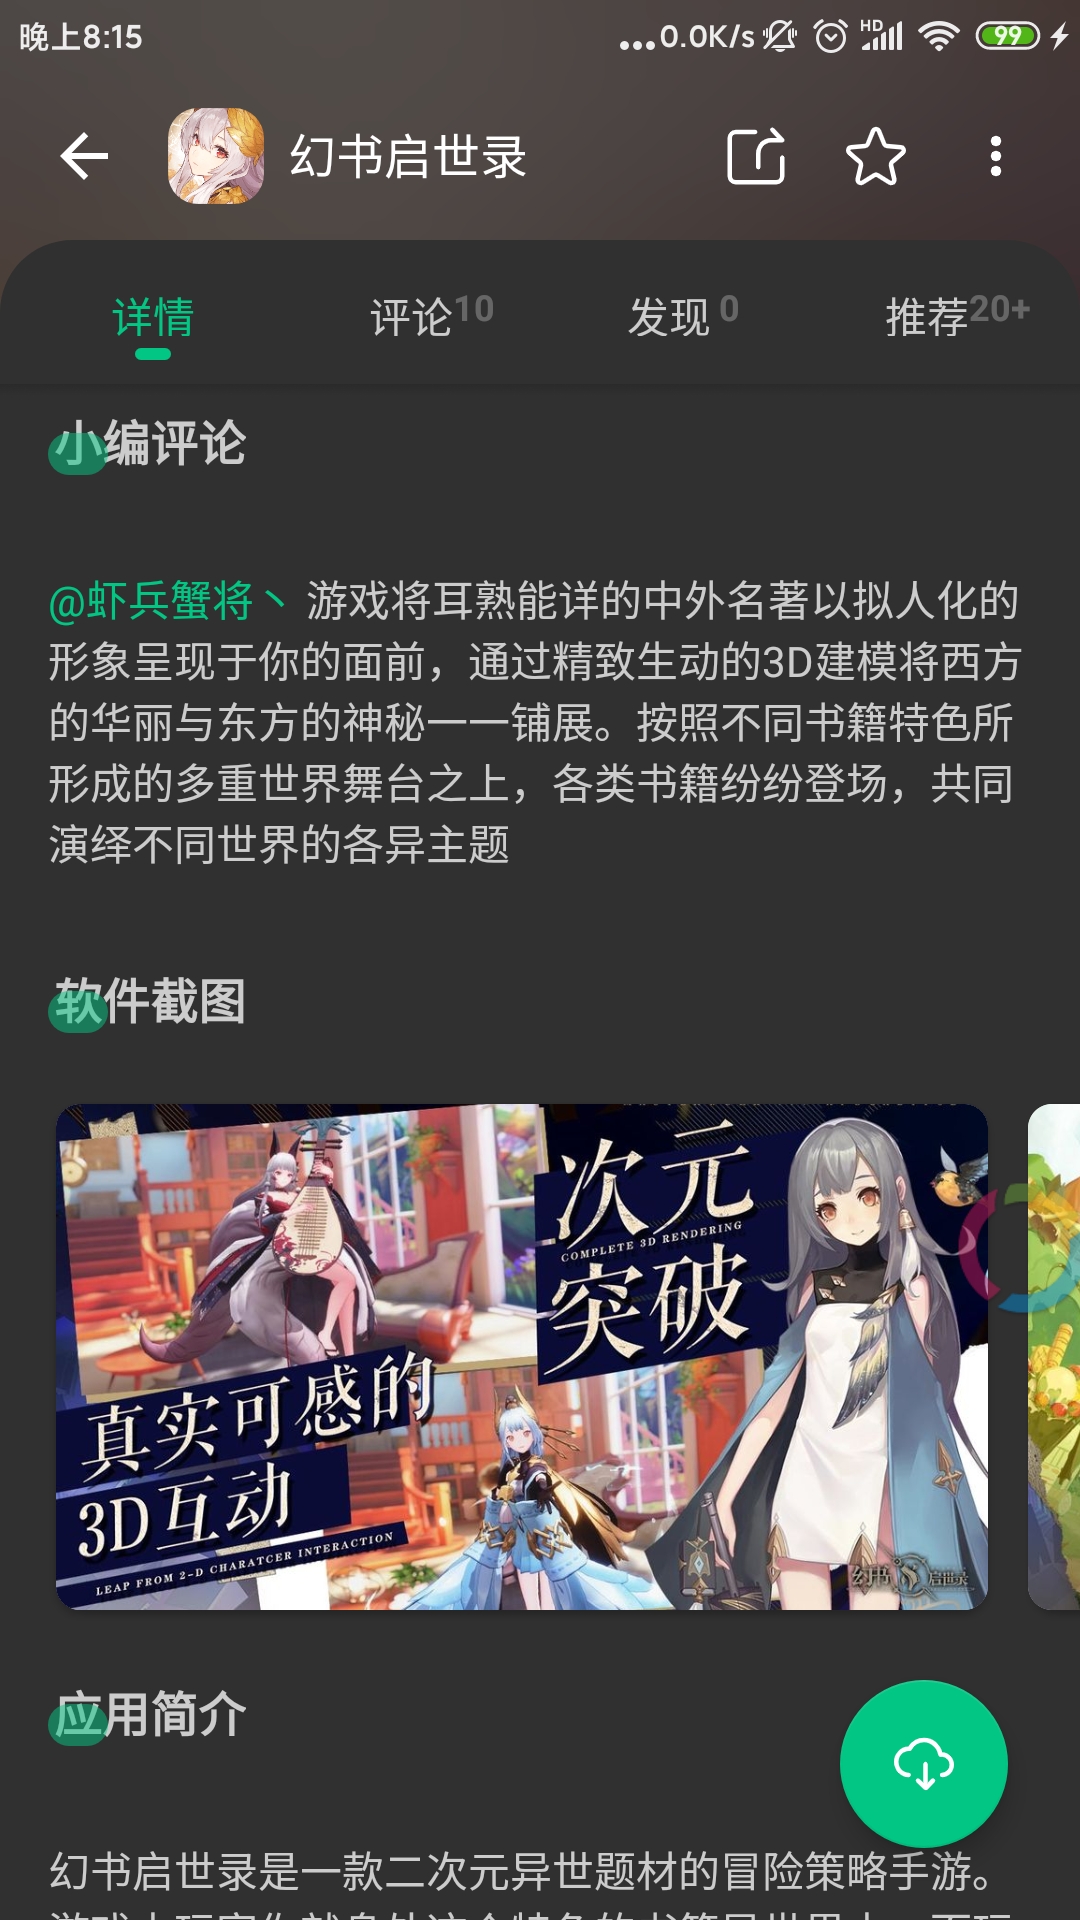 晚上8:15
...0.0K/s
HD
99
幻书启世录
详情
评论10
发现 0
推荐20+
小编评论
@虾兵蟹将丶 游戏将耳熟能详的中外名著以拟人化的
形象呈现于你的面前，通过精致生动的3D建模将西方
的华丽与东方的神秘一一铺展。按照不同书籍特色所
形成的多重世界舞台之上，各类书籍纷纷登场，共同
演绎不同世界的各异主题
软件截图
次元
COMPLETE 3D RENDERING
突破
真实可感的
3D互动
LEAP FROM 2-D CHARATCER INTERACTION
幻书 启世录
应用简介
幻书启世录是一款二次元异世题材的冒险策略手游。